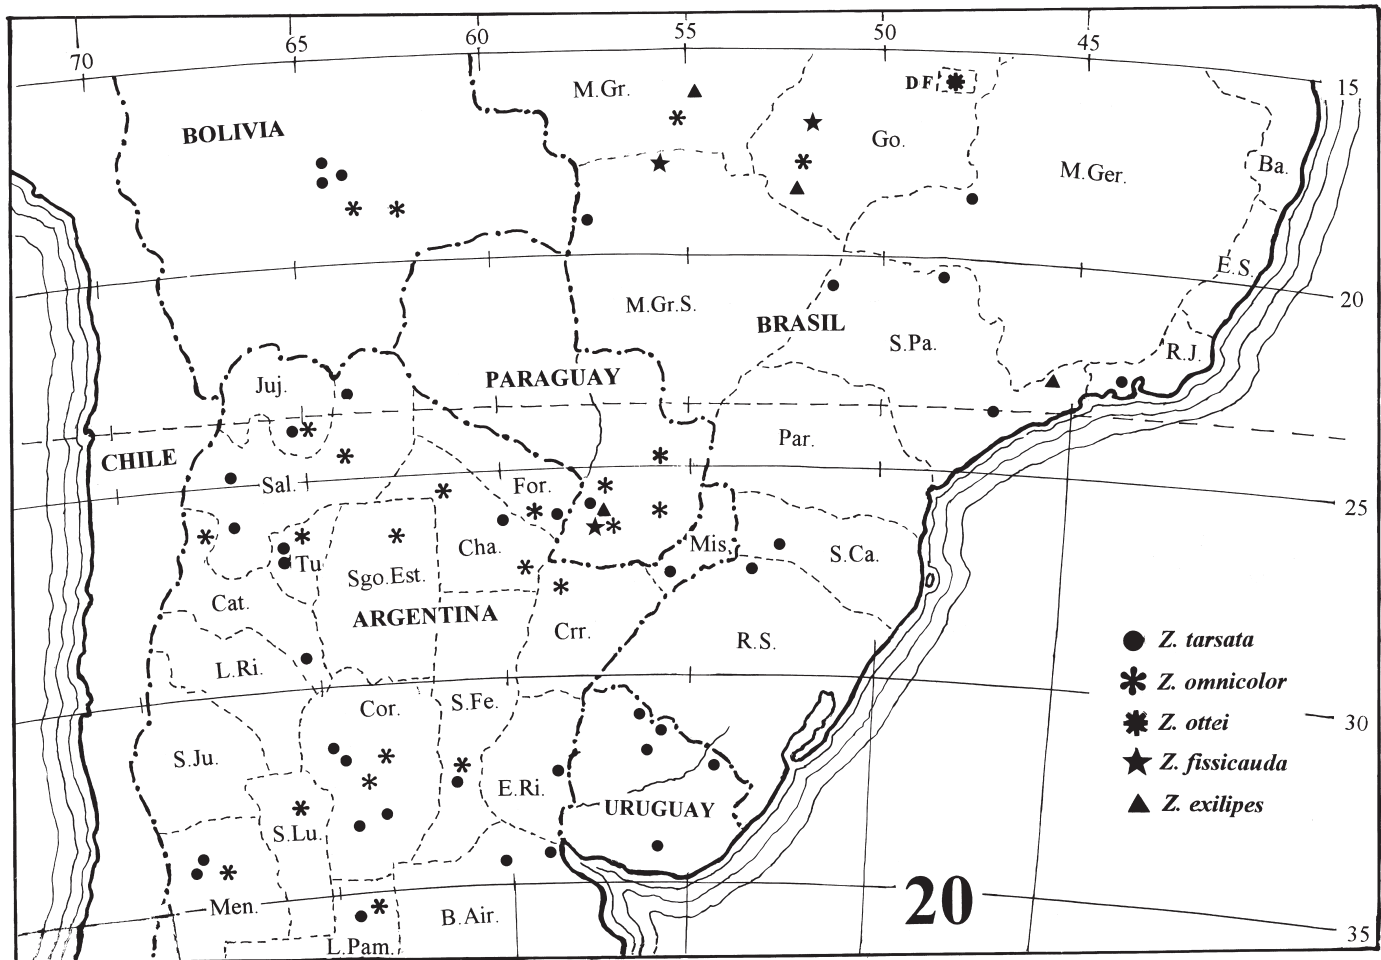 70
65
60
55
50
45
15
M.Gr.
DF
BOLIVIA
Go.
M.Ger.
Ba.
E.S.
20
M.Gr.S.
BRASIL
S.Pa.
R.J.
Juj.
PARAGUAY
CHILE
Par.
Sal.
For.
25
Cha.
Mis.
S.Ca.
Tu
Sgo.Est.
Cat.
ARGENTINA
Crr.
R.S.
Z. tarsata
L.Ri.
Z. omnicolor
Cor.
S.Fe.
Z. ottei
30
S.Ju.
Z. fissicauda
E.Ri.
URUGUAY
Z. exilipes
S.Lu.
20
Men.
B.Air.
35
L.Pam.